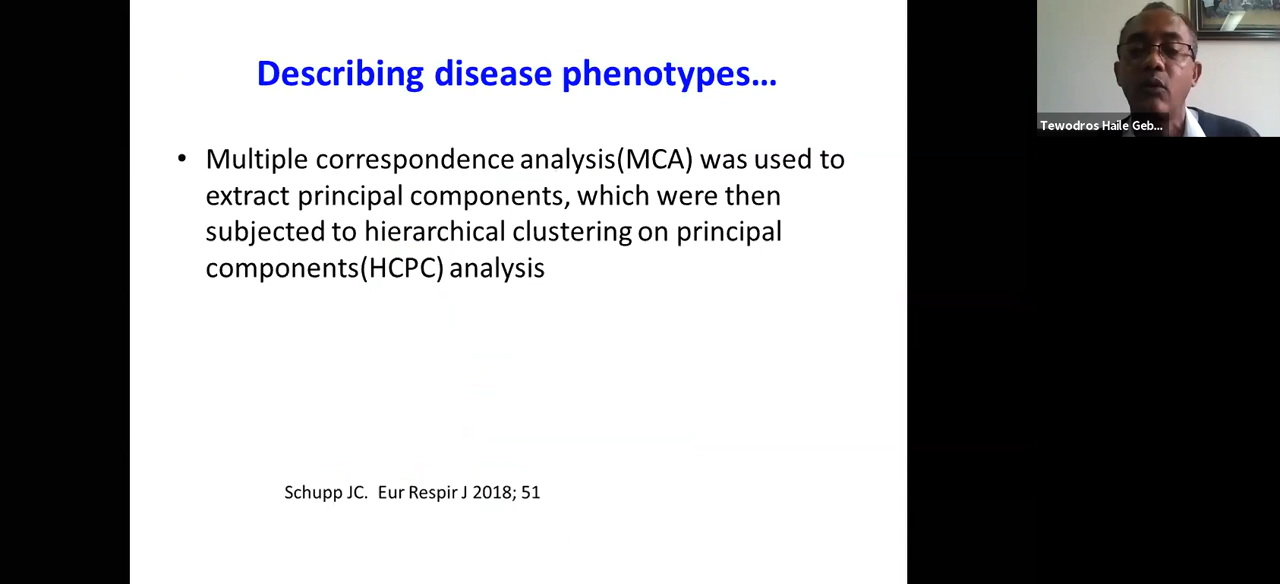 Describing disease phenotypes...
• Multiple correspondence analysis(MCA) was used to
extract principal components, which were then
subjected to hierarchical clustering on principal
components(HCPC) analysis
Schupp JC. Eur Respir J 2018; 51
Tewodros Haile Geb...